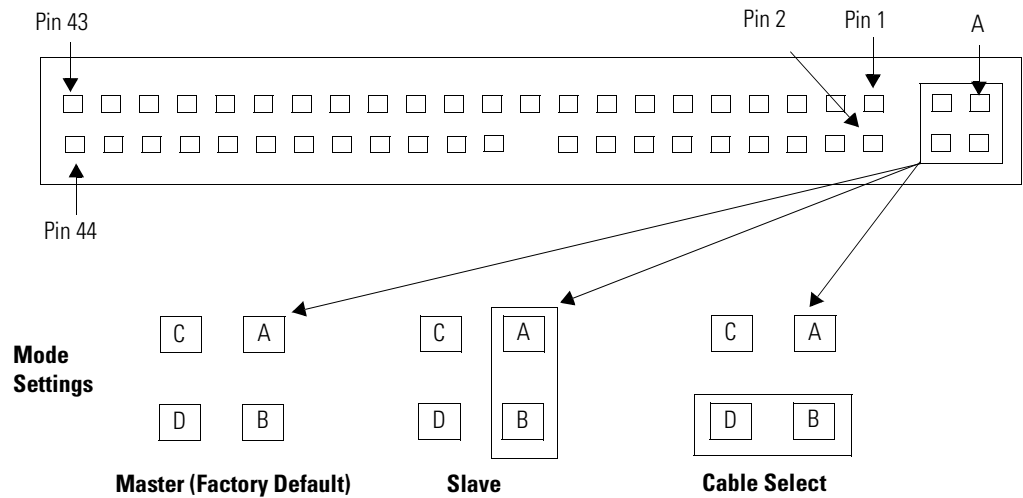 Pin 43
Pin 2
Pin 1
A
Pin 44
C
A
C
A
C
A
Mode
Settings
D
B
D
B
D
B
Master (Factory Default)
Slave
Cable Select